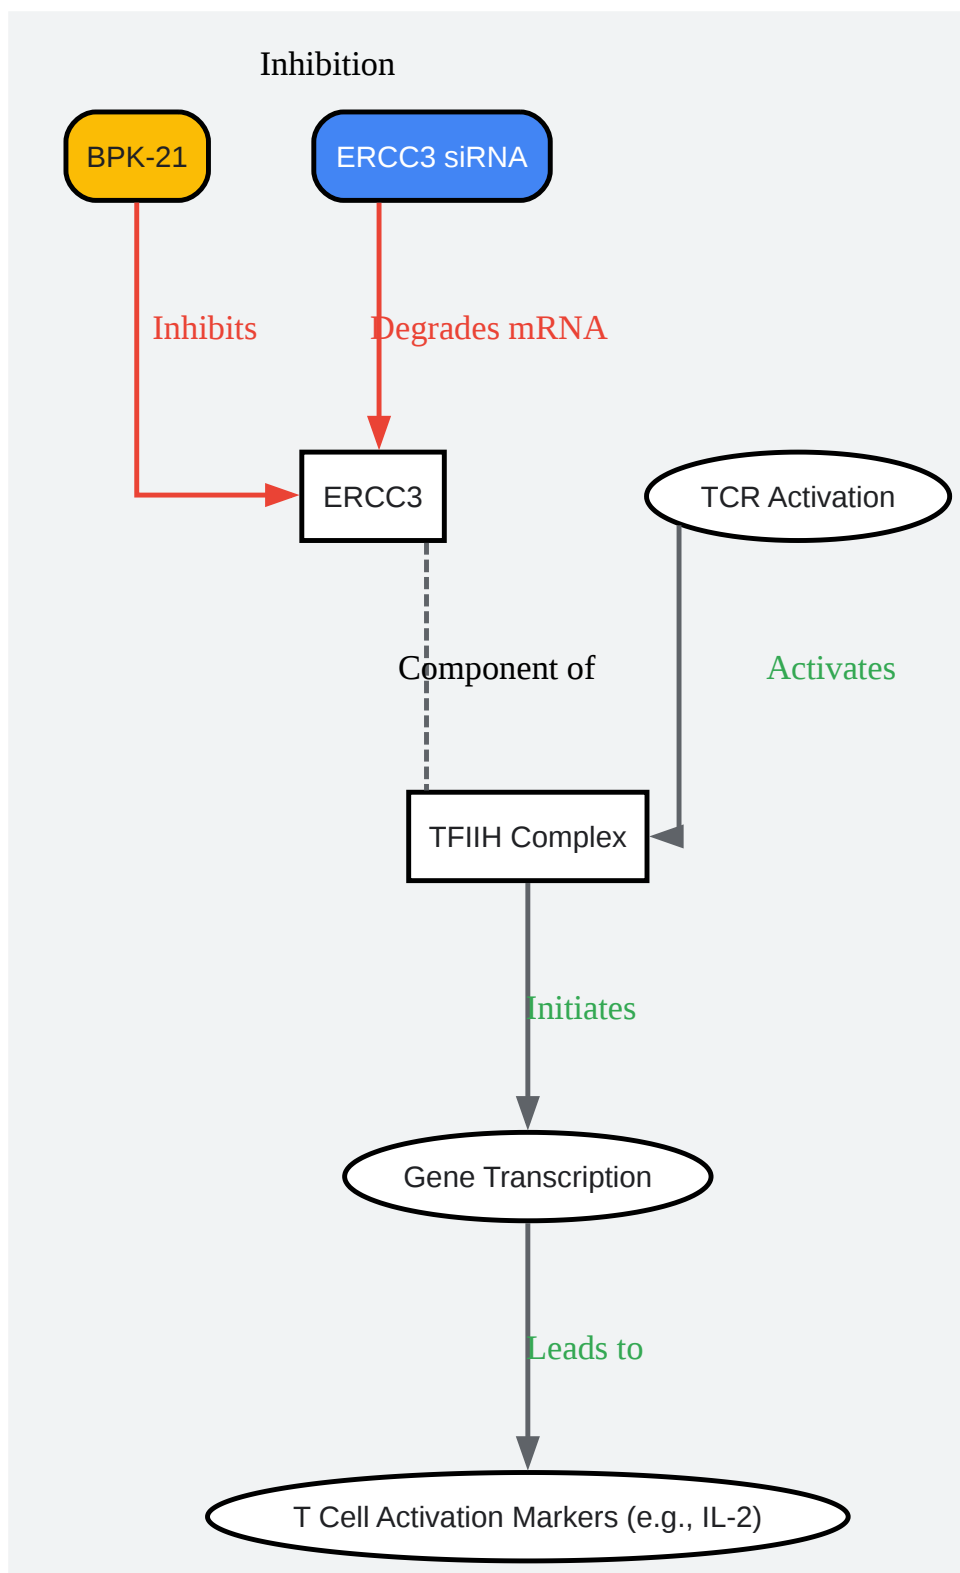 Inhibition
BPK-21
ERCC3 siRNA
Inhibits
Degrades mRNA
ERCC3
TCR Activation
Component of
Activates
TFIIH Complex
Initiates
Gene Transcription
Leads to
T Cell Activation Markers (e.g., IL-2)